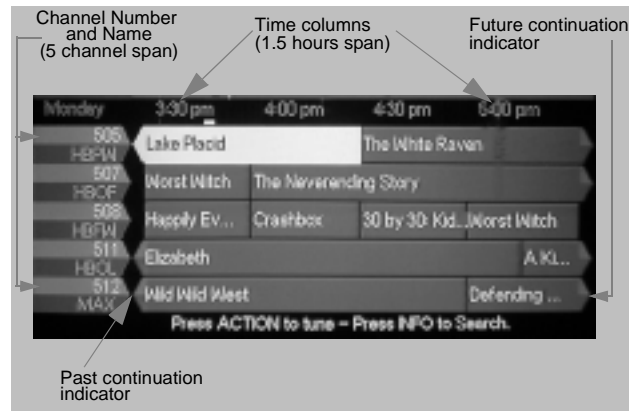 Channel Number
and Name
(5 channel span)
Time columns
(1.5 hours span)
Future continuation
indicator
Monday 3:30 pm 4:00 pm 4:30 pm 5:00 pm
505
HBFW
Lake Placid The White Raven
507
HBOF
Worst Witch The Neverending Story
508
HBFW
Happily Ev... Crashbox 30 by 30: Kid... Worst Witch
511
HBOL
Elizabeth A Ki...
512
MAX
Wild Wild West Defending ...
Press ACTION to tune – Press INFO to Search.
Past continuation
indicator